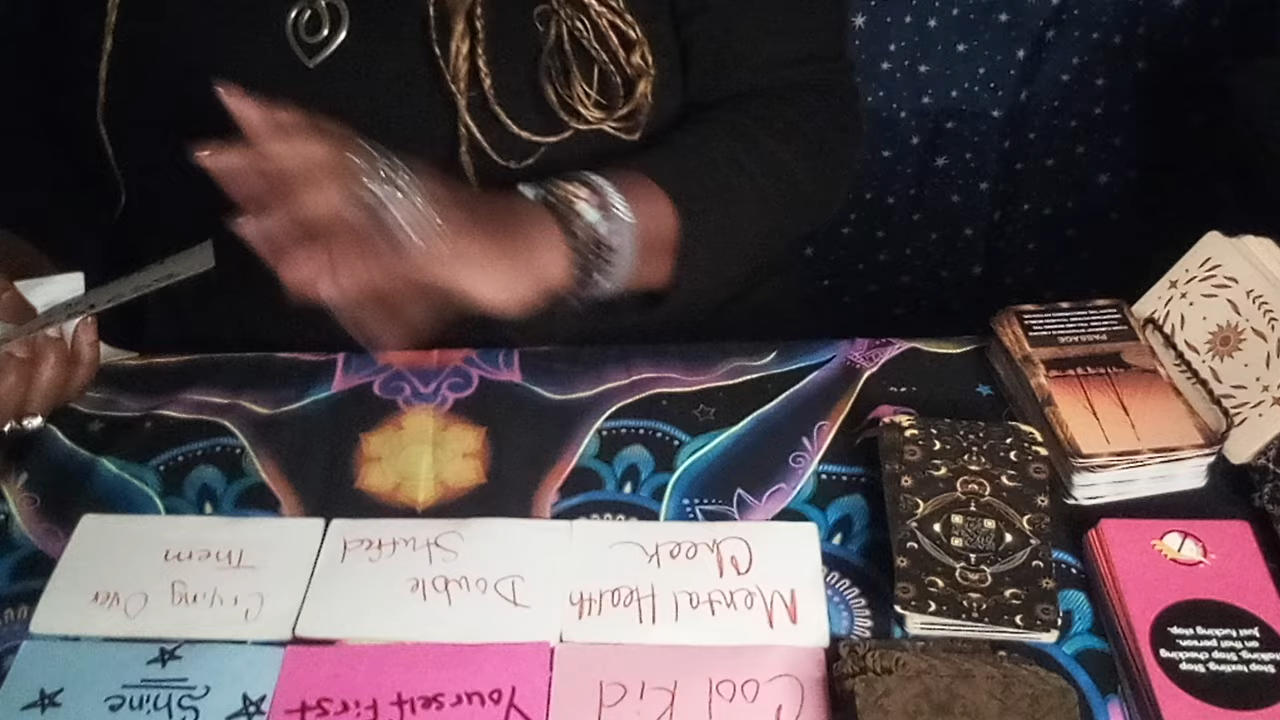 Stop texting. Stop
talking. Stop checking
on that person.
just fucking stop.
Cool Kid
Yourself First
Shine
Mental Health
Check
Double
Stuffed
Crying Over
Them
PASSAGE